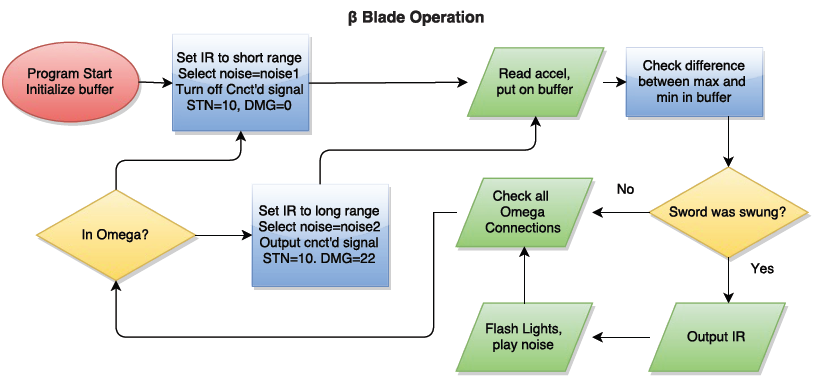 β Blade Operation
Program Start
Initialize buffer
Set IR to short range
Select noise=noise1
Turn off Cnct'd signal
STN=10, DMG=0
Read accel,
put on buffer
Check difference
between max and
min in buffer
Sword was swung?
No
Yes
Output IR
Flash Lights,
play noise
Check all
Omega
Connections
In Omega?
Set IR to long range
Select noise=noise2
Output cnct'd signal
STN=10. DMG=22